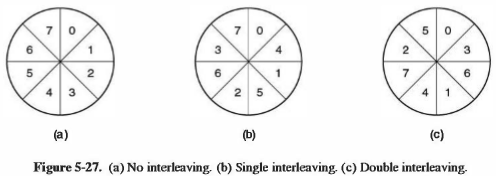 7 0 7 0 5 0
6 1 3 4 2 3
5 2 6 1 7 6
4 3 2 5 4 1
(a) (b) (c)
Figure 5-27. (a) No interleaving. (b) Single interleaving. (c) Double interleaving.